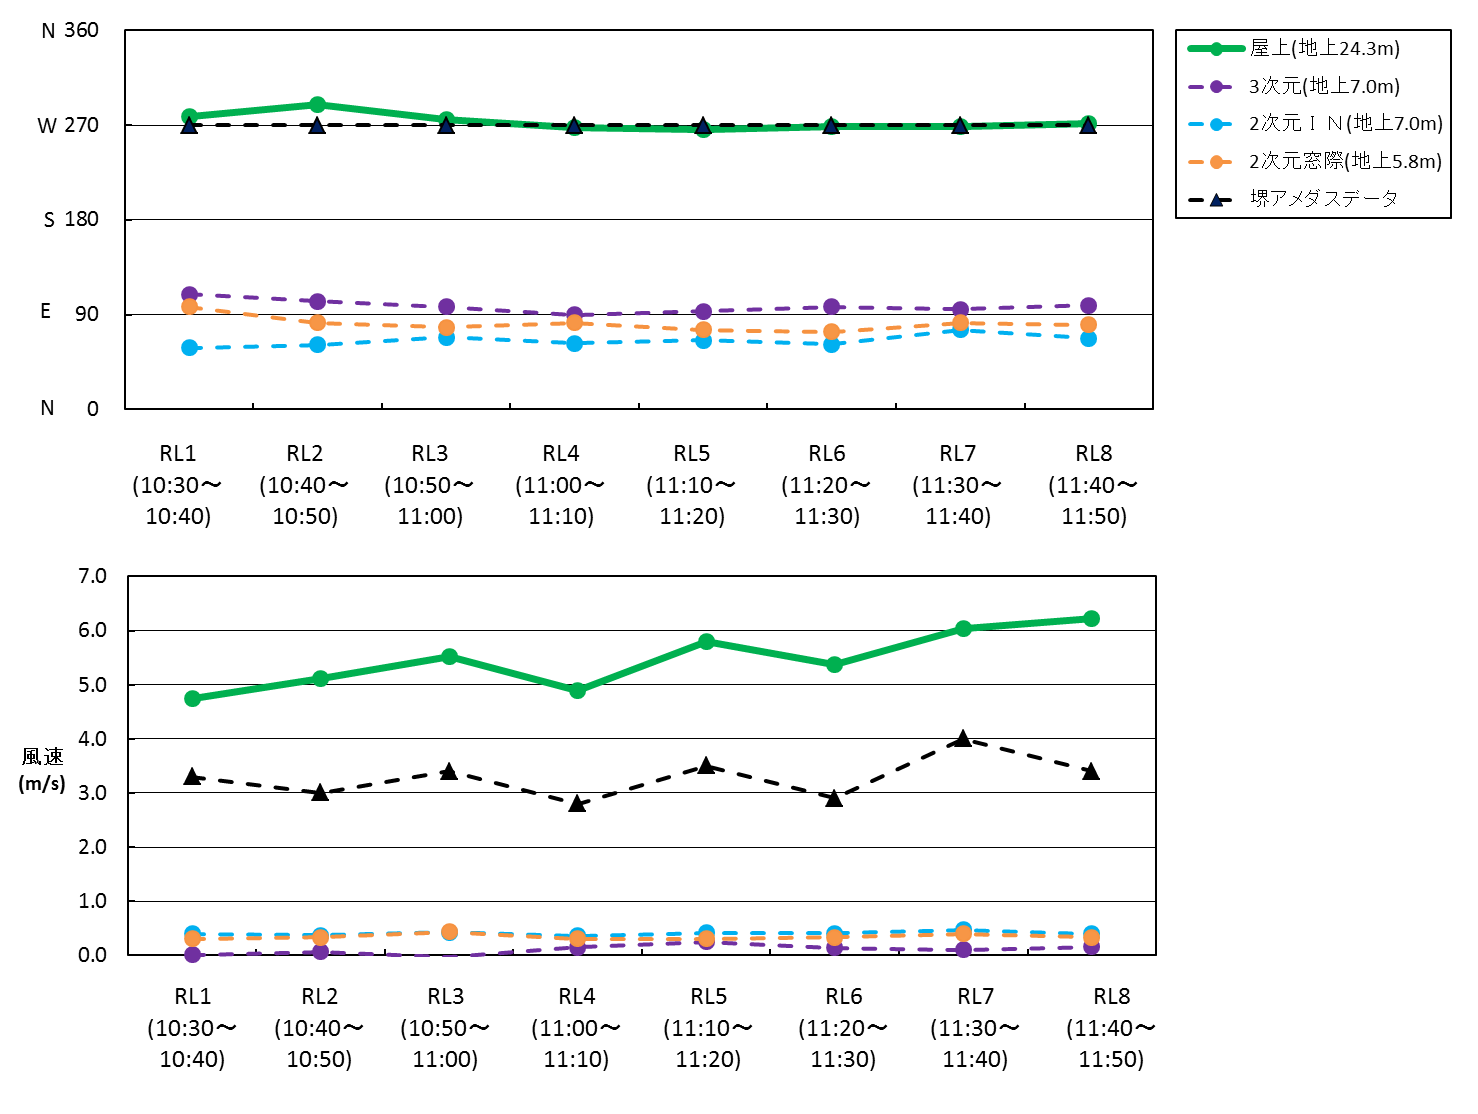 N 360
W 270
S 180
E 90
N 0
RL1 RL2 RL3 RL4 RL5 RL6 RL7 RL8
(10:30～ (10:40～ (10:50～ (11:00～ (11:10～ (11:20～ (11:30～ (11:40～
10:40) 10:50) 11:00) 11:10) 11:20) 11:30) 11:40) 11:50)
屋上(地上24.3m)
3次元(地上7.0m)
2次元ＩＮ(地上7.0m)
2次元窓際(地上5.8m)
堺アメダスデータ
7.0
6.0
5.0
4.0
風速
(m/s)
3.0
2.0
1.0
0.0
RL1 RL2 RL3 RL4 RL5 RL6 RL7 RL8
(10:30～ (10:40～ (10:50～ (11:00～ (11:10～ (11:20～ (11:30～ (11:40～
10:40) 10:50) 11:00) 11:10) 11:20) 11:30) 11:40) 11:50)